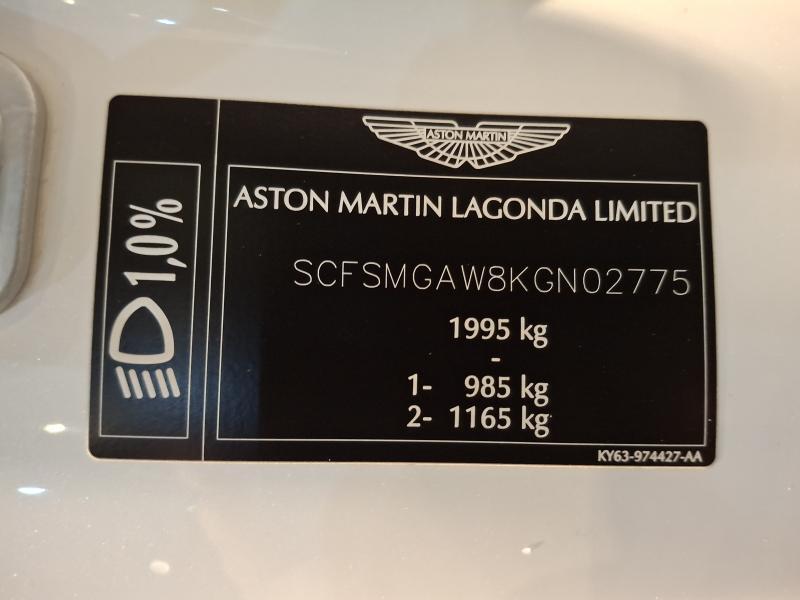 ASTON MARTIN
ASTON MARTIN LAGONDA LIMITED
SCFSMGAW8KGN02775
1995 kg
-
1- 985 kg
2- 1165 kg
1,0%
KY63-974427-AA